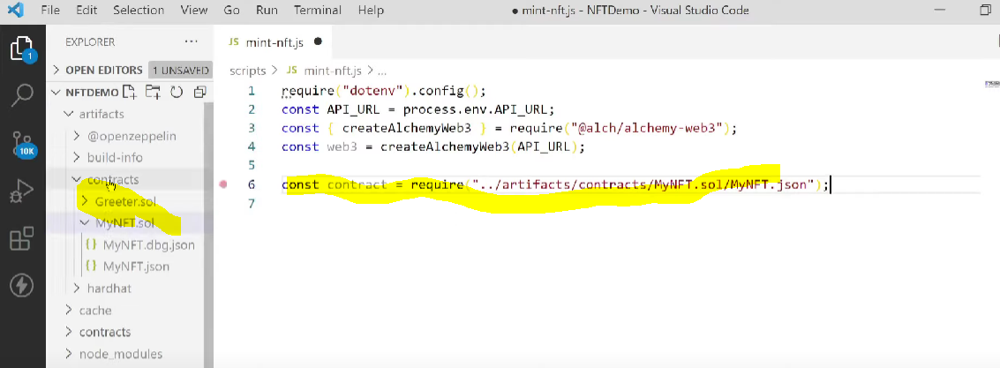 File Edit Selection View Go Run Terminal Help ● mint-nft.js - NFTDemo - Visual Studio Code
EXPLORER ...
OPEN EDITORS 1 UNSAVED
NFTDEMO
artifacts
@openzeppelin
build-info
contracts
Greeter.sol
MyNFT.sol
{} MyNFT.dbg.json
{} MyNFT.json
hardhat
cache
contracts
node_modules
1
10K
JS mint-nft.js ●
scripts > JS mint-nft.js > ...
1 require("dotenv").config();
2 const API_URL = process.env.API_URL;
3 const { createAlchemyWeb3 } = require("@alch/alchemy-web3");
4 const web3 = createAlchemyWeb3(API_URL);
5
6 const contract = require("../artifacts/contracts/MyNFT.sol/MyNFT.json");
7